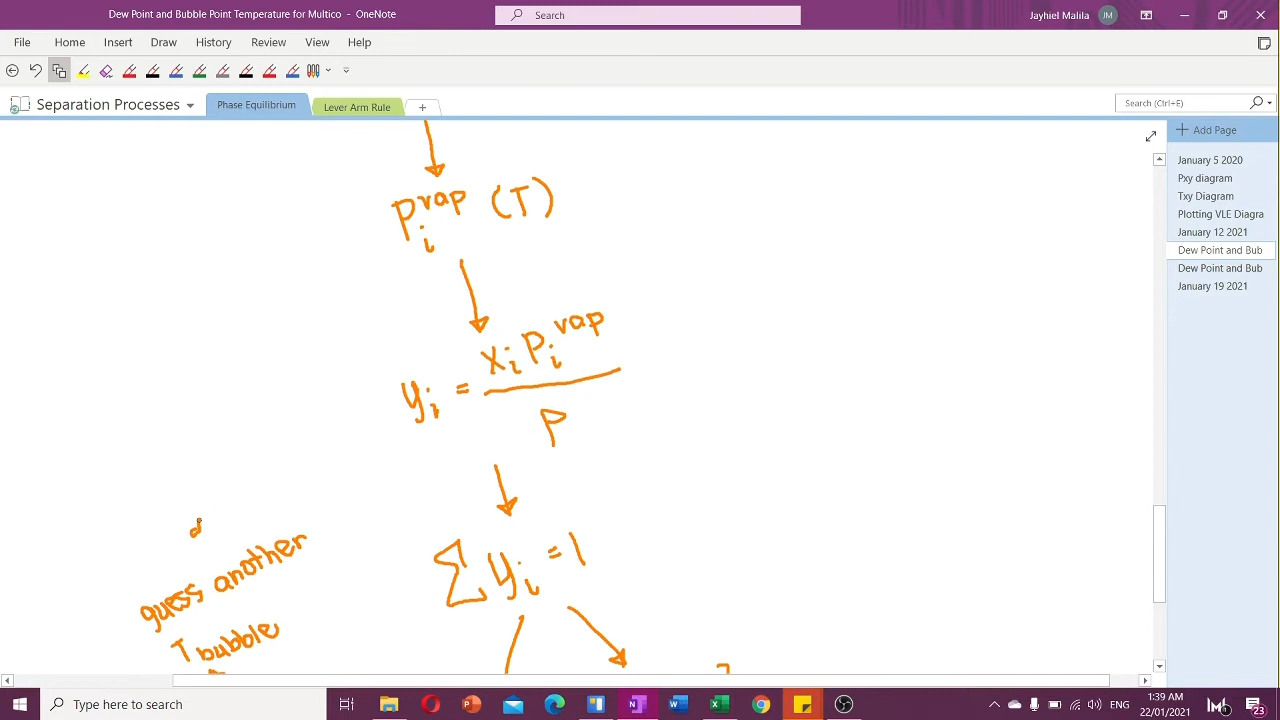 Dew Point and Bubble Point Temperature for Multico - OneNote
Search
Jayhiel Malila
JM
File Home Insert Draw History Review View Help
Separation Processes
Phase Equilibrium
Lever Arm Rule
Search (Ctrl+E)
Add Page
January 5 2020
Pxy diagram
Txy Diagram
Plotting VLE Diagra
January 12 2021
Dew Point and Bub
Dew Point and Bub
January 19 2021
P_i^vap (T)
y_i = x_i P_i^vap / P
Σ y_i = 1
guess another
T bubble
Type here to search
1:39 AM
22/01/2021
23